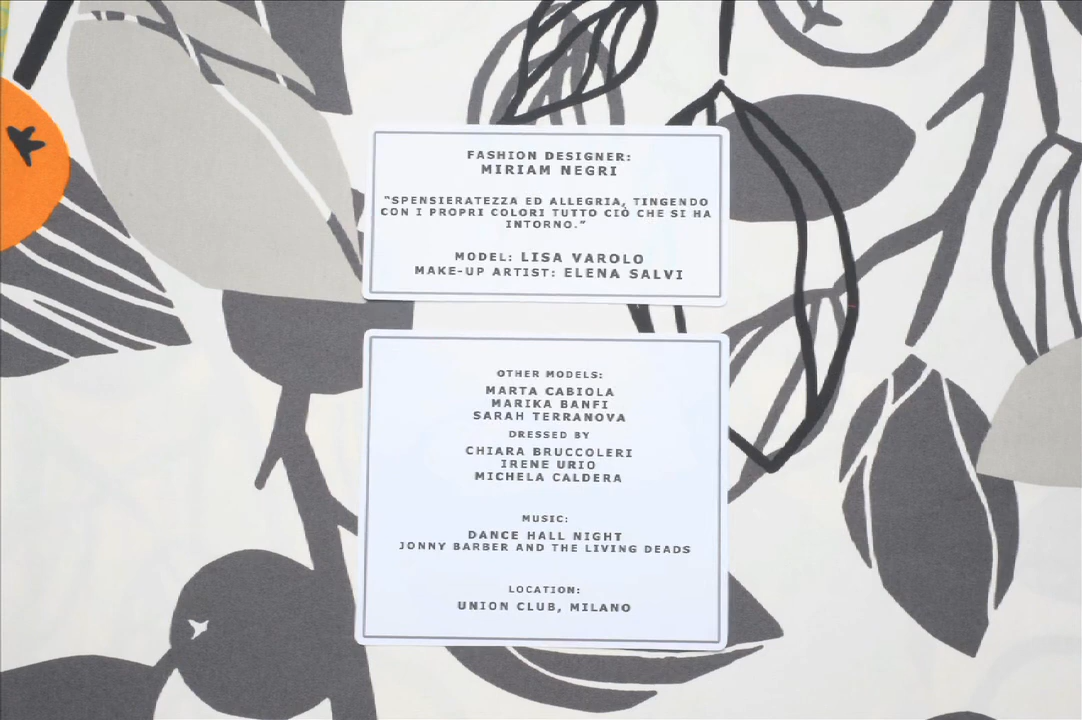 FASHION DESIGNER:
MIRIAM NEGRI
"SPENSIERATEZZA ED ALLEGRIA, TINGENDO
CON I PROPRI COLORI TUTTO CIÒ CHE SI HA
INTORNO."
MODEL: LISA VAROLO
MAKE-UP ARTIST: ELENA SALVI
OTHER MODELS:
MARTA CABIOLA
MARIKA BANFI
SARAH TERRANOVA
DRESSED BY
CHIARA BRUCCOLERI
IRENE URIO
MICHELA CALDERA
MUSIC:
DANCE HALL NIGHT
JONNY BARBER AND THE LIVING DEADS
LOCATION:
UNION CLUB, MILANO